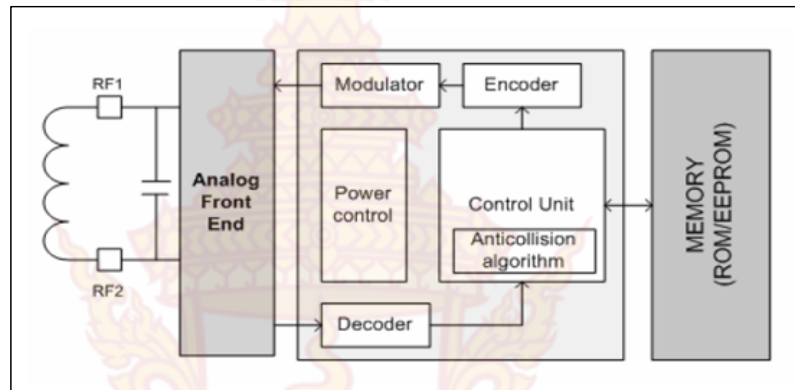 RF1
RF2
Analog
Front
End
Modulator
Encoder
Power
control
Control Unit
Anticollision
algorithm
Decoder
MEMORY
(ROM/EEPROM)